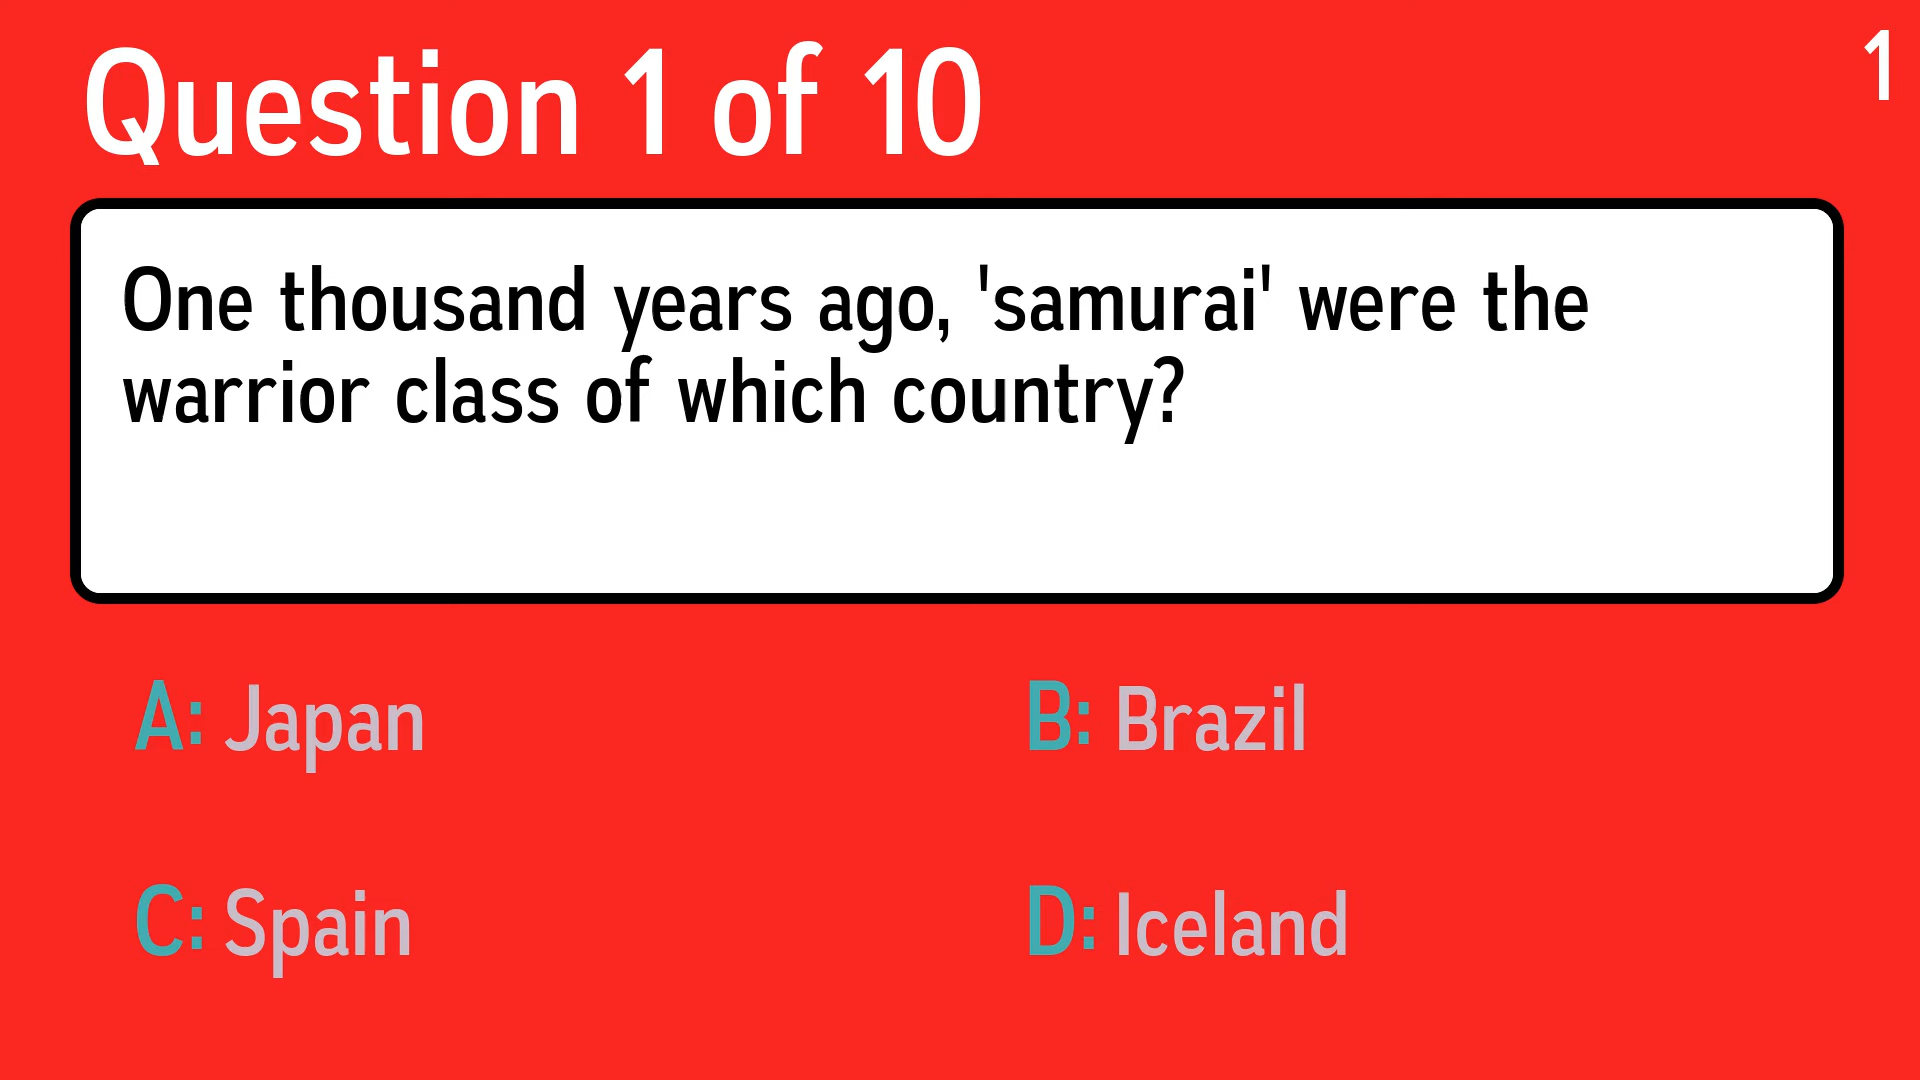 Question 1 of 10
1
One thousand years ago, 'samurai' were the
warrior class of which country?
A: Japan
B: Brazil
C: Spain
D: Iceland